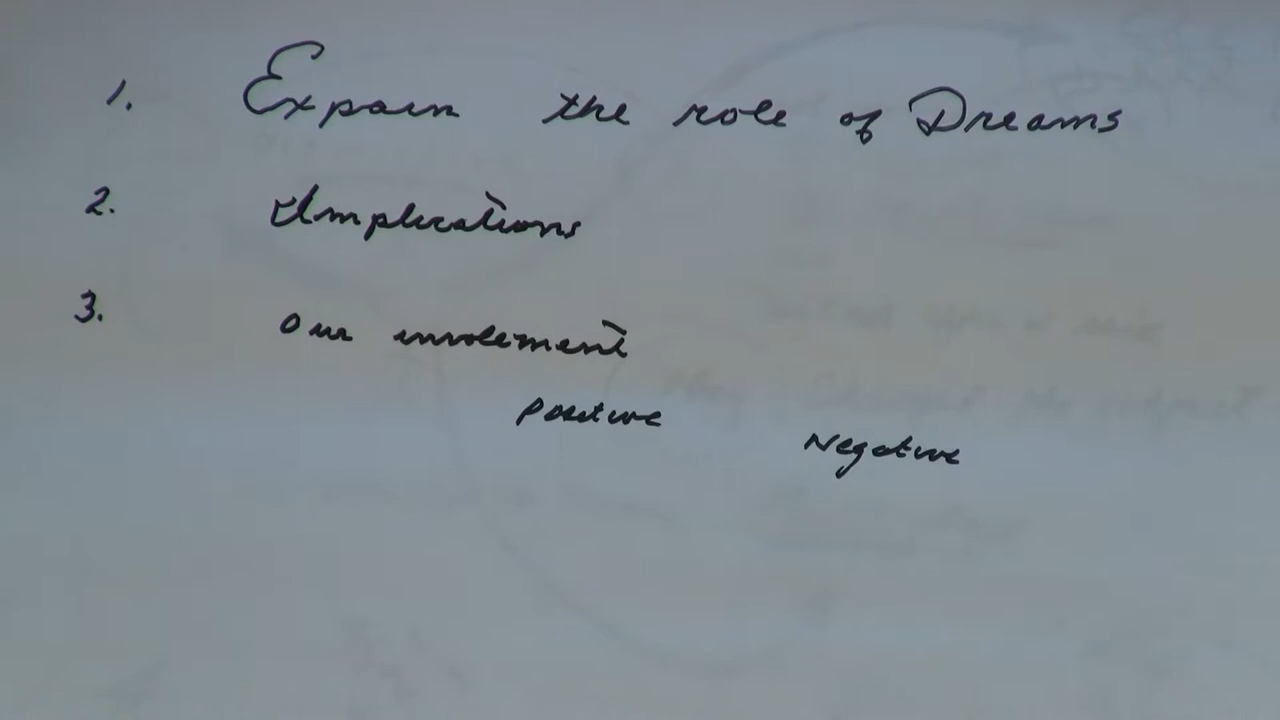 1. Expain the role of Dreams
2. Implications
3. Our involement
Positive Negative